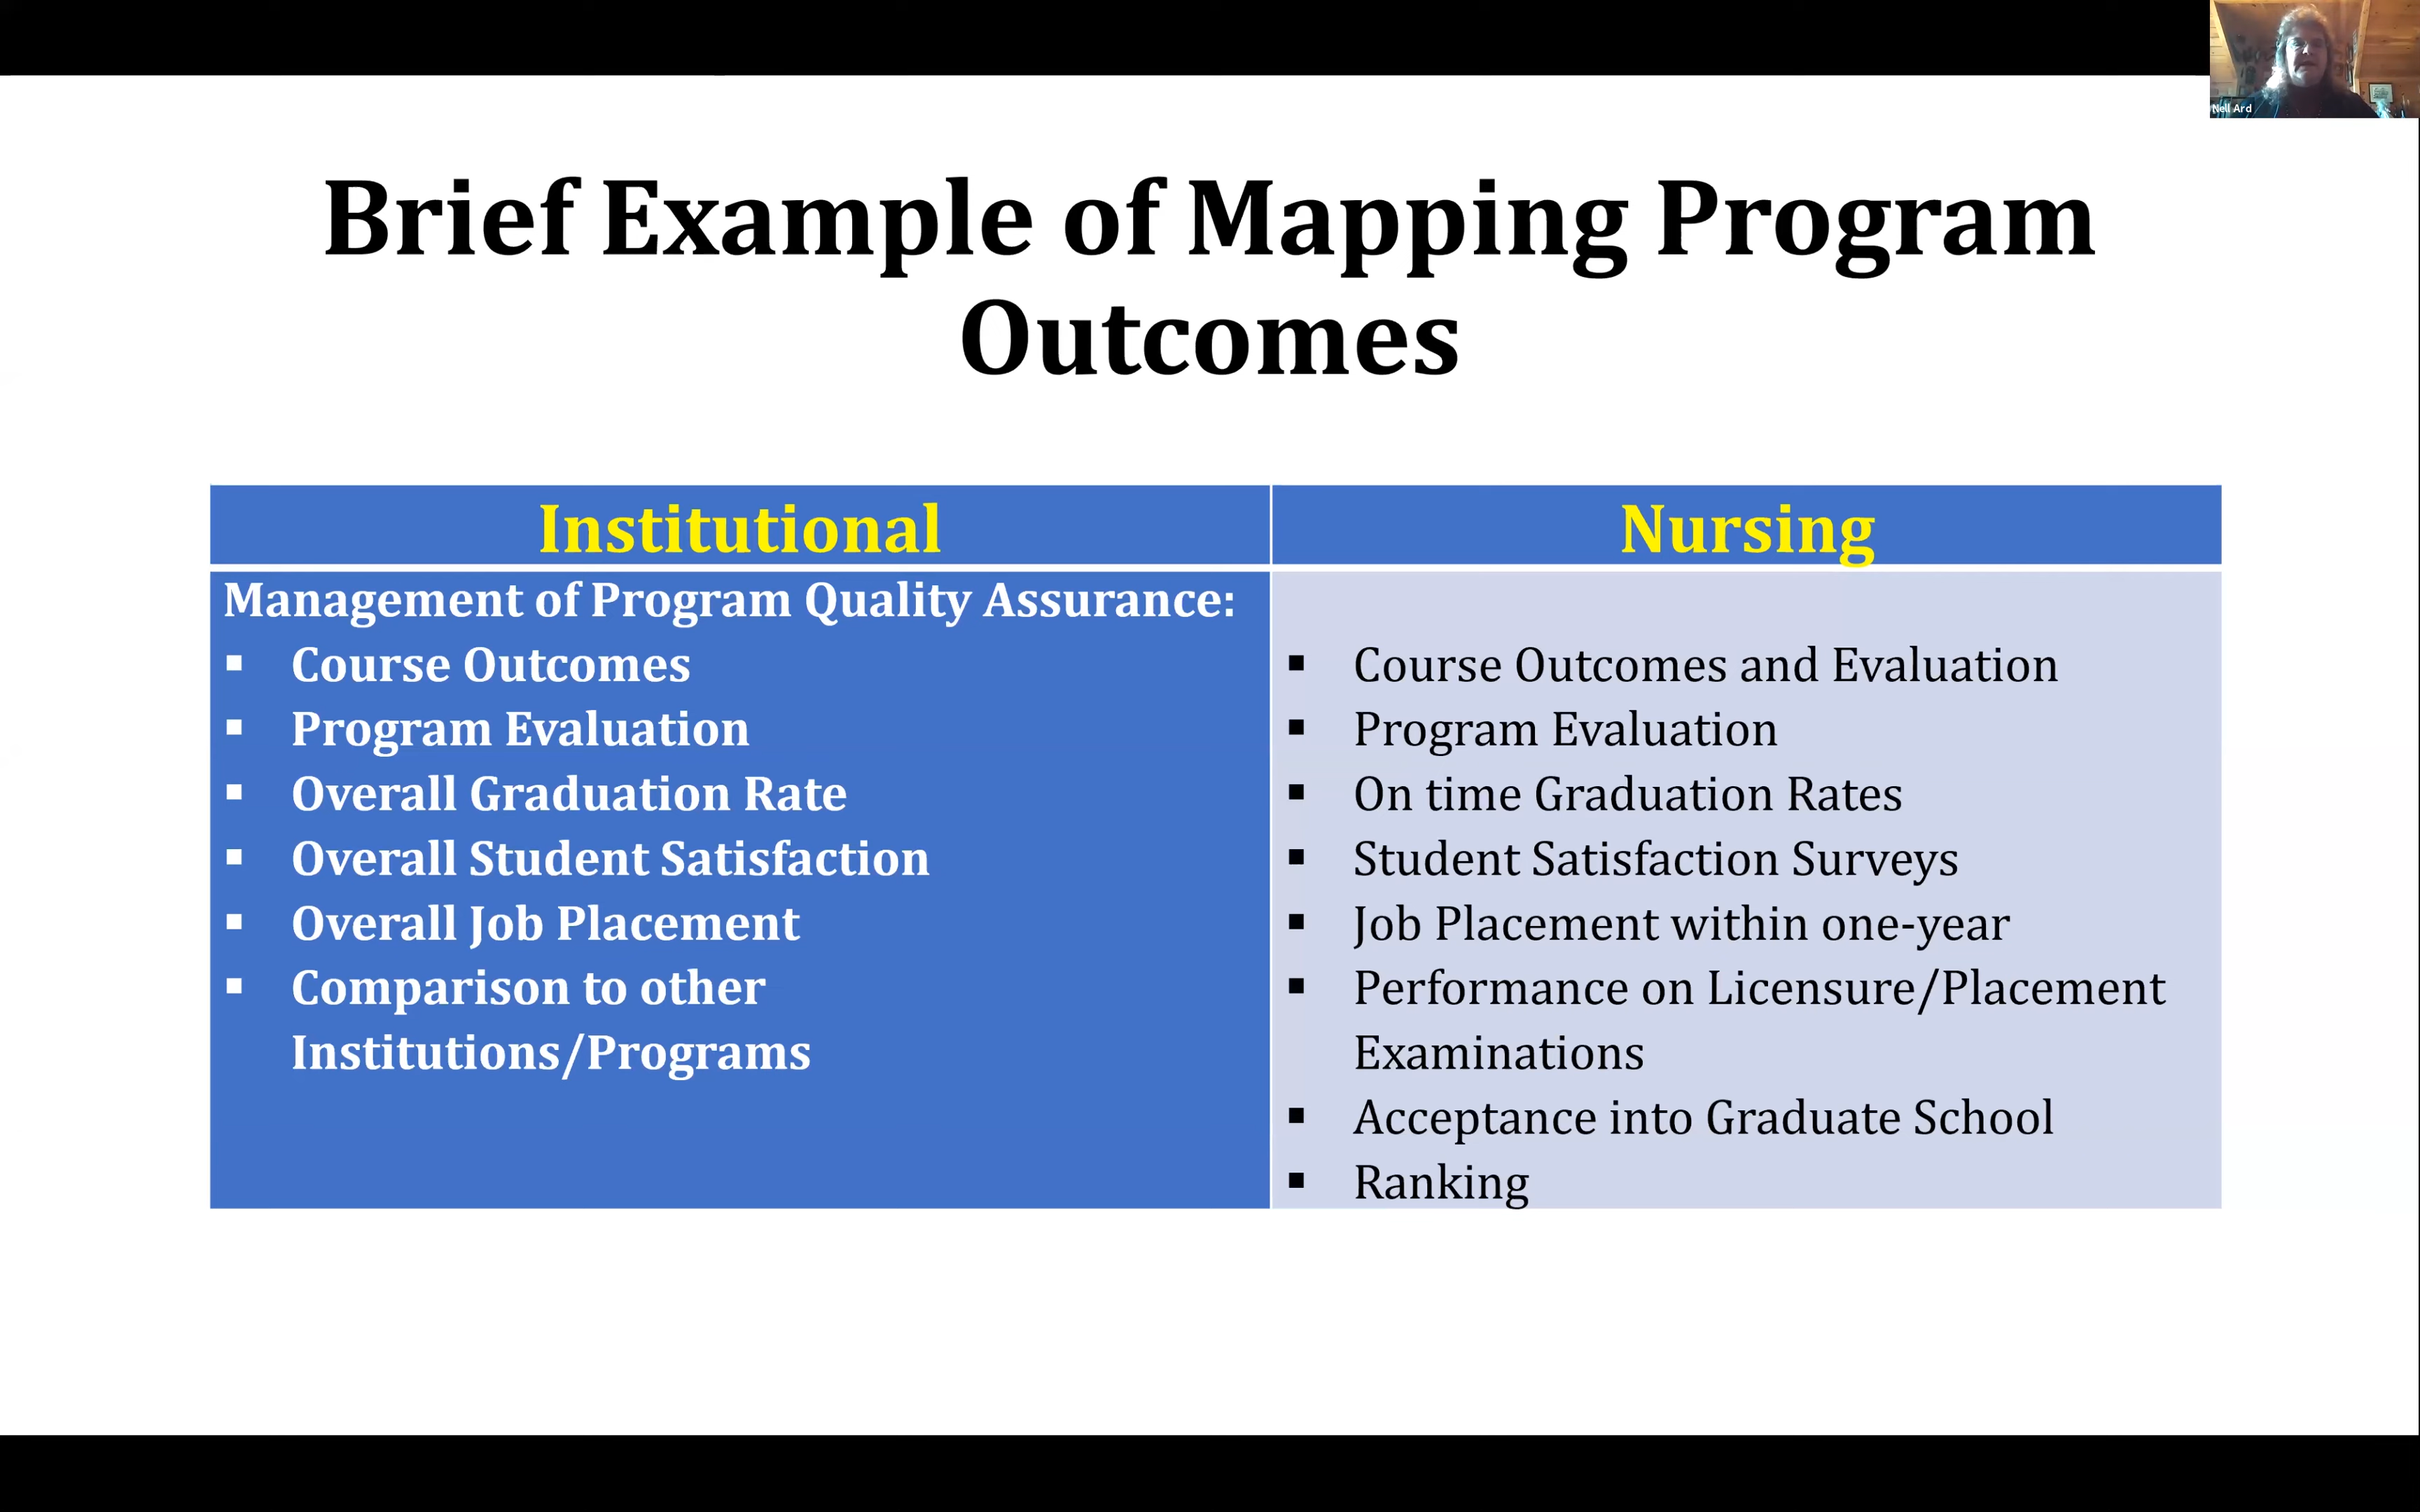 Nell Ard
Brief Example of Mapping Program
Outcomes
Institutional
Nursing
Management of Program Quality Assurance:
▪ Course Outcomes
▪ Program Evaluation
▪ Overall Graduation Rate
▪ Overall Student Satisfaction
▪ Overall Job Placement
▪ Comparison to other
Institutions/Programs
▪ Course Outcomes and Evaluation
▪ Program Evaluation
▪ On time Graduation Rates
▪ Student Satisfaction Surveys
▪ Job Placement within one-year
▪ Performance on Licensure/Placement
Examinations
▪ Acceptance into Graduate School
▪ Ranking